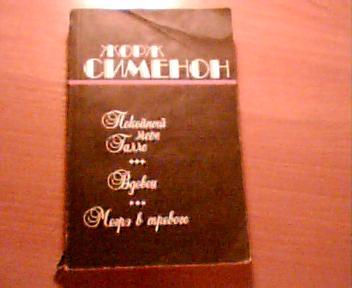 ЖОРЖ
СИМЕНОН
Покойный
месье
Галле
Вдовец
Мегрэ в тревоге